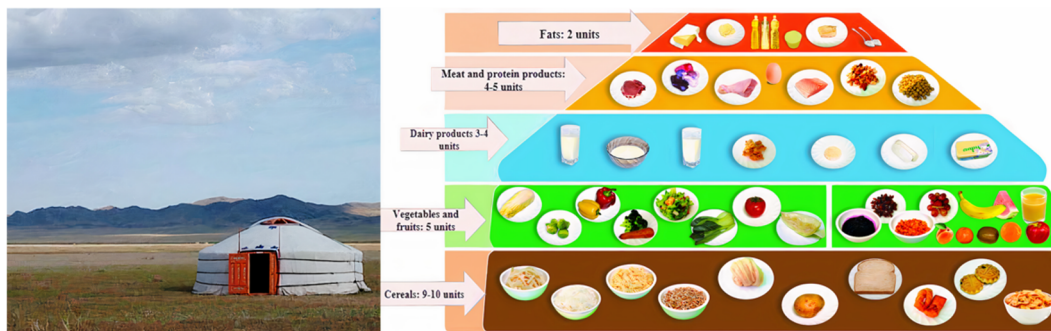 Fats: 2 units
Meat and protein products:
4-5 units
Dairy products 3-4
units
Vegetables and
fruits: 5 units
Cereals: 9-10 units